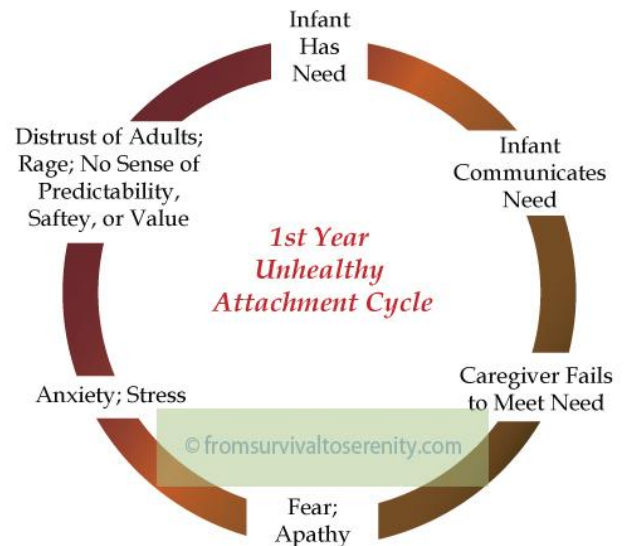 Infant
Has
Need
Infant
Communicates
Need
Caregiver Fails
to Meet Need
Fear;
Apathy
Anxiety; Stress
Distrust of Adults;
Rage; No Sense of
Predictability,
Saftey, or Value
1st Year
Unhealthy
Attachment Cycle
© fromsurvivaltoserenity.com